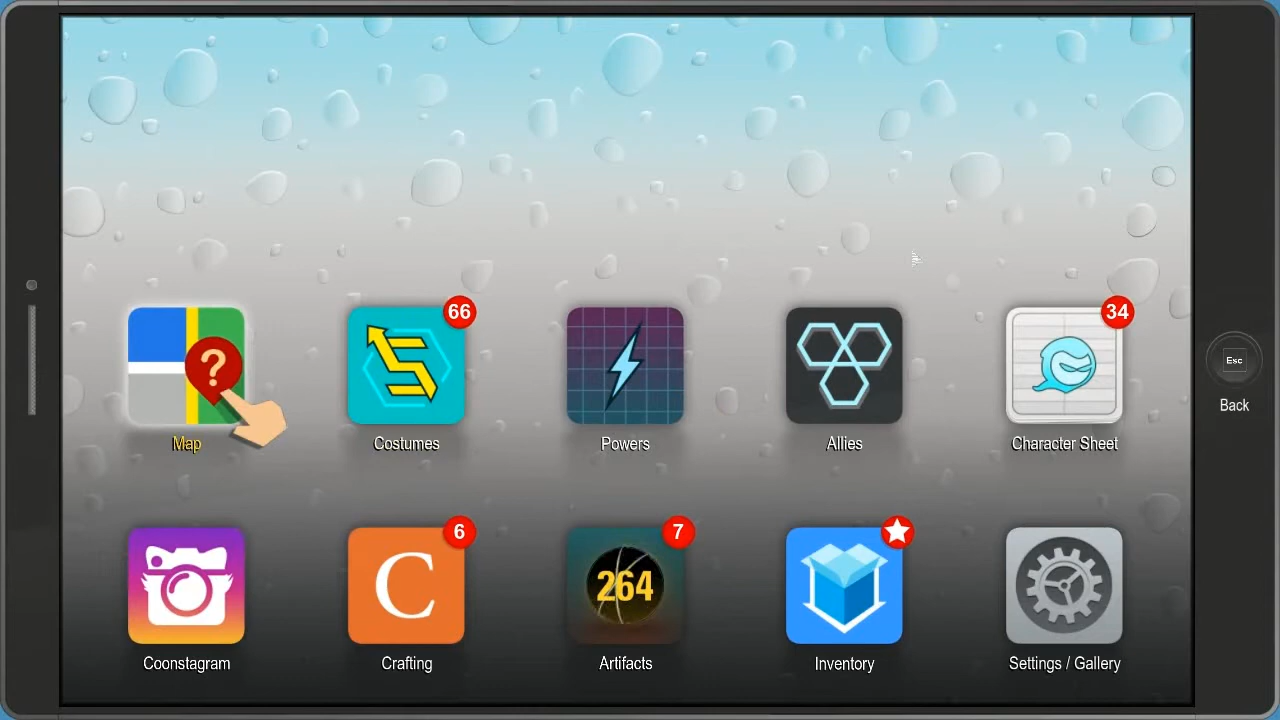 66
34
?
Esc
Back
Map
Costumes
Powers
Allies
Character Sheet
6
7
C
264
Coonstagram
Crafting
Artifacts
Inventory
Settings / Gallery